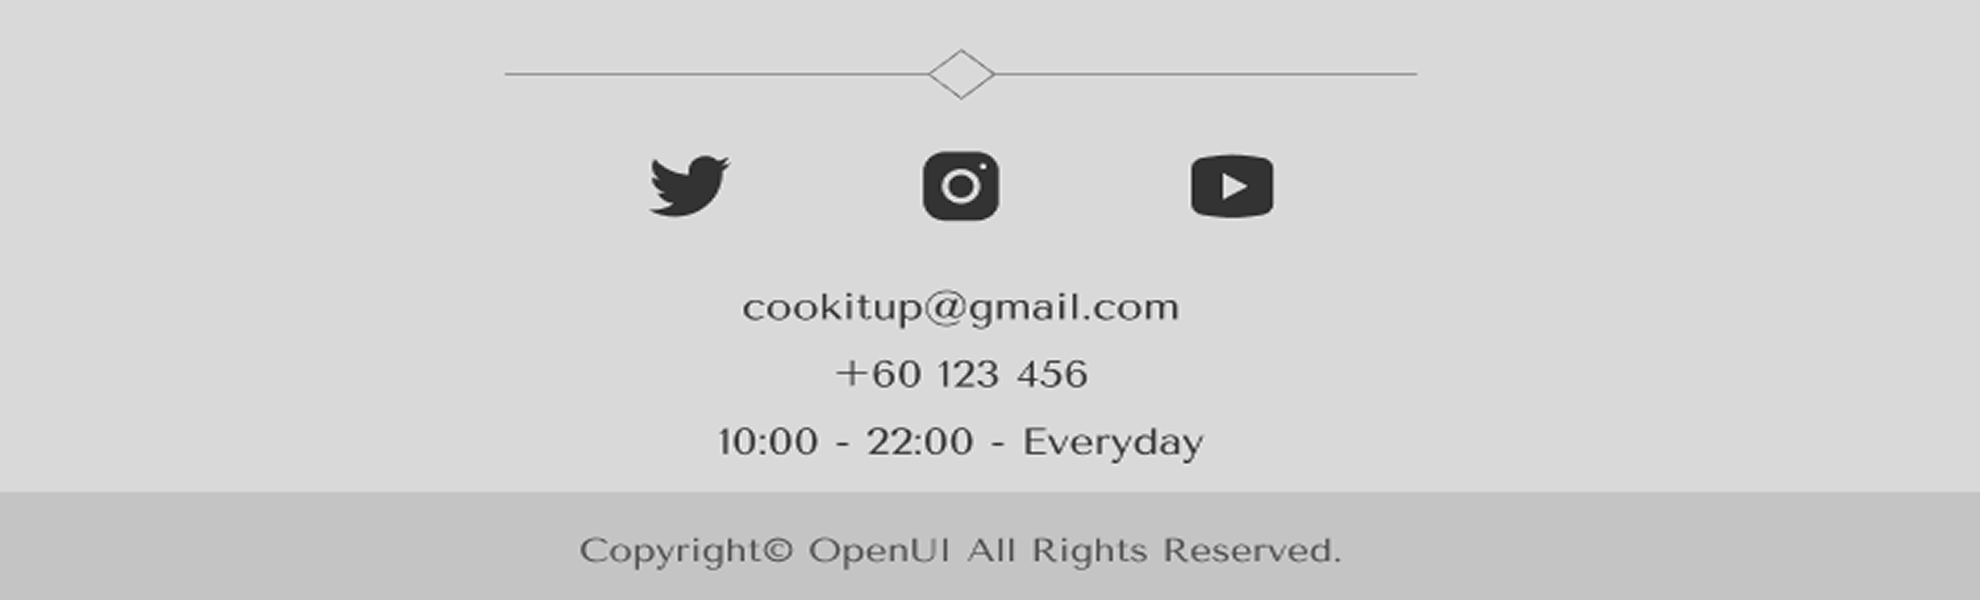 cookitup@gmail.com
+60 123 456
10:00 - 22:00 - Everyday
Copyright© OpenUI All Rights Reserved.